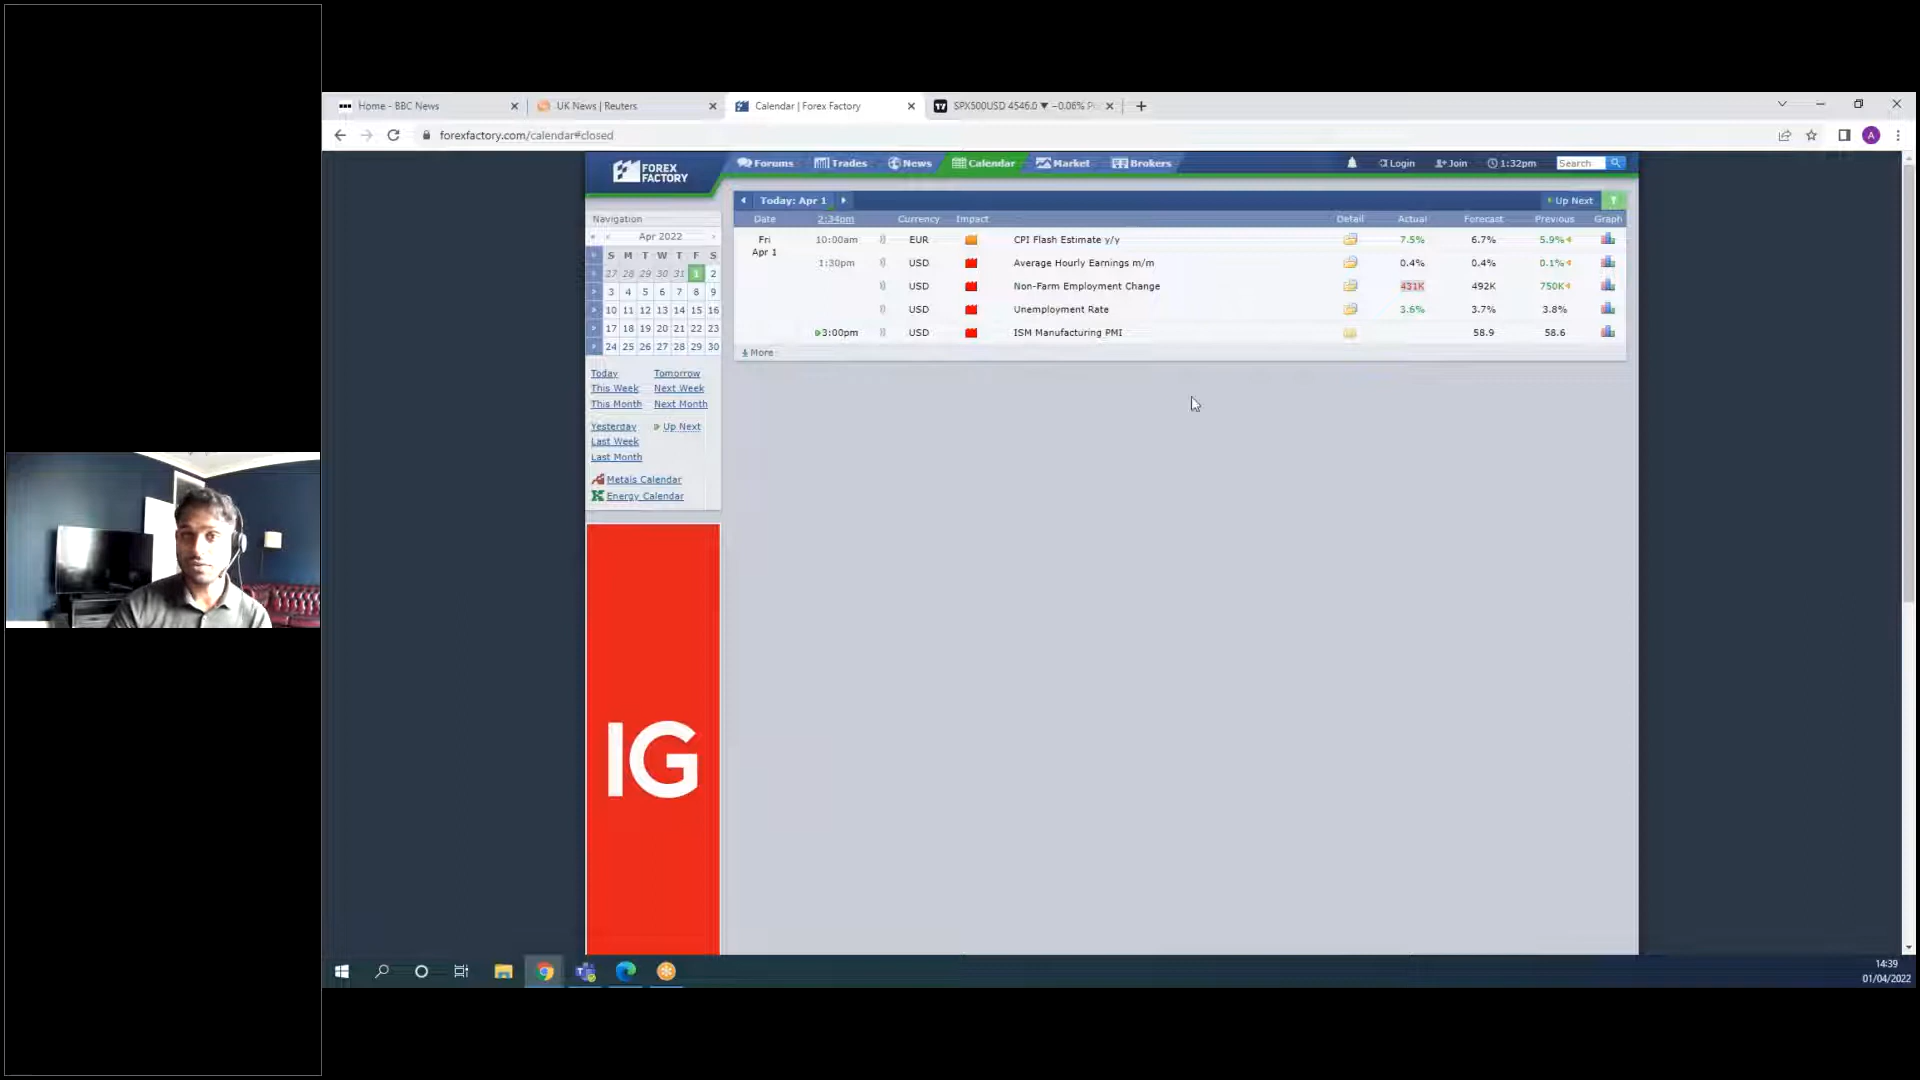 Home - BBC News
UK News | Reuters
Calendar | Forex Factory
SPX500USD 4546.0 ▼ −0.06%
forexfactory.com/calendar#closed
A
FOREX FACTORY
Forums Trades News Calendar Market Brokers
Login Join 1:32pm Search
Navigation
Apr 2022
S M T W T F S
27 28 29 30 31 1 2
3 4 5 6 7 8 9
10 11 12 13 14 15 16
17 18 19 20 21 22 23
24 25 26 27 28 29 30
Today Tomorrow
This Week Next Week
This Month Next Month
Yesterday Up Next
Last Week
Last Month
Metals Calendar
Energy Calendar
IG
Today: Apr 1 Up Next
Date 2:34pm Currency Impact Detail Actual Forecast Previous Graph
Fri Apr 1 10:00am EUR CPI Flash Estimate y/y 7.5% 6.7% 5.9%
1:30pm USD Average Hourly Earnings m/m 0.4% 0.4% 0.1%
USD Non-Farm Employment Change 431K 492K 750K
USD Unemployment Rate 3.6% 3.7% 3.8%
3:00pm USD ISM Manufacturing PMI 58.9 58.6
More
14:39
01/04/2022